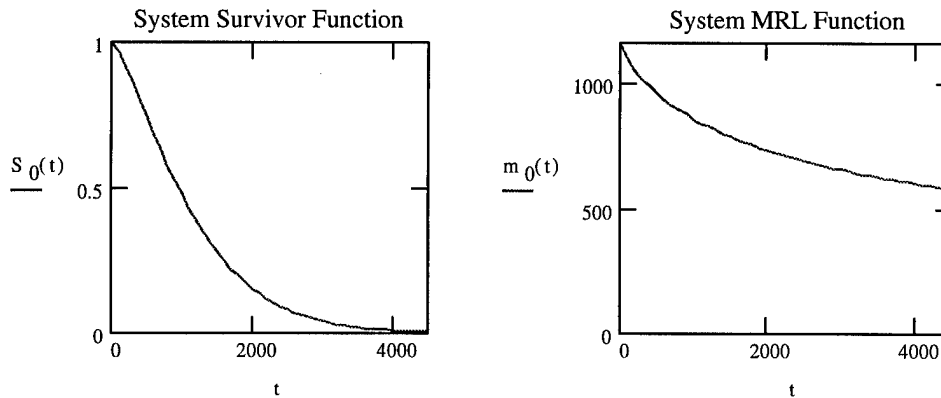 System Survivor Function
1
S 0(t)
0.5
0
0
2000
4000
t
System MRL Function
1000
m 0(t)
500
0
0
2000
4000
t